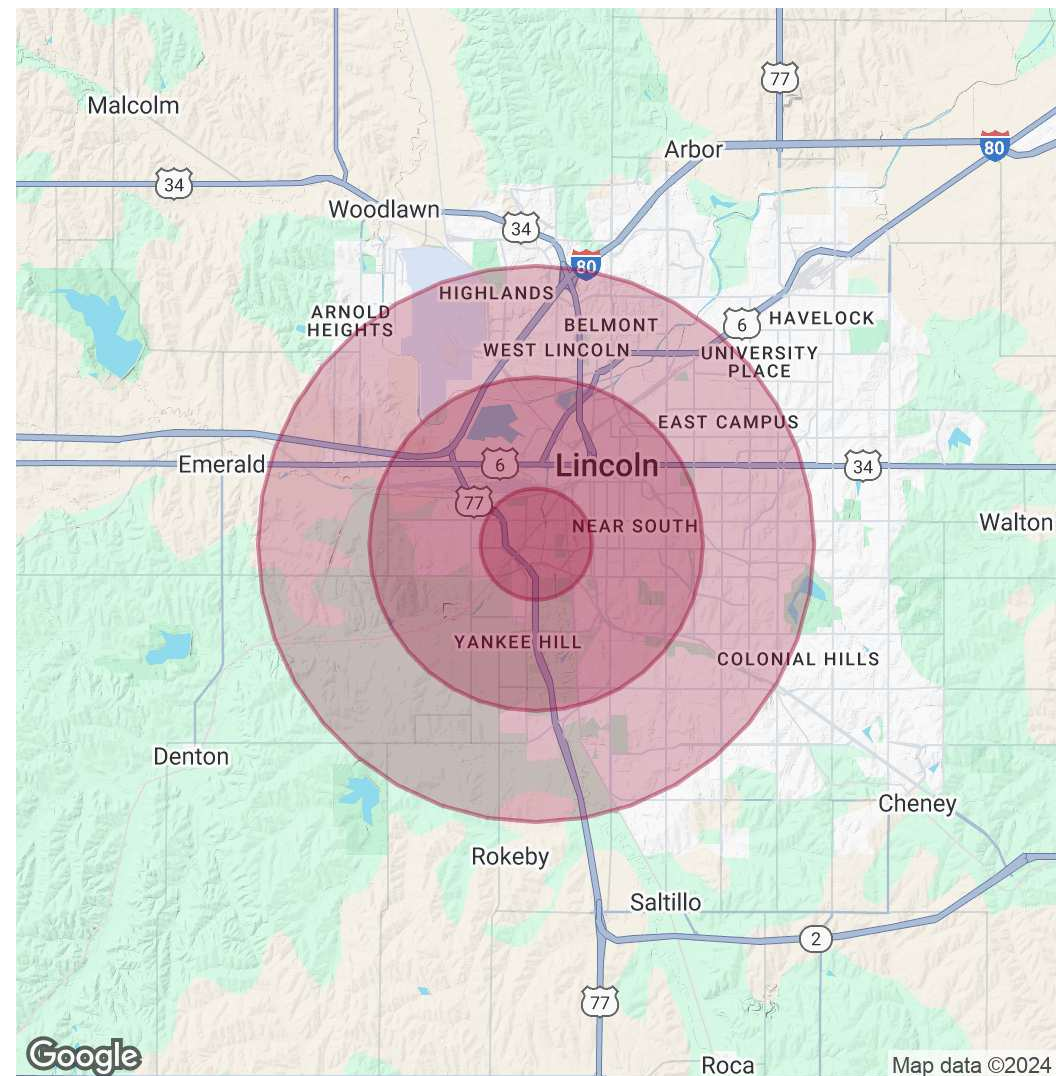 77
Malcolm
80
Arbor
34
Woodlawn
34
80
HIGHLANDS
ARNOLD
HEIGHTS
BELMONT
6
HAVELOCK
WEST LINCOLN
UNIVERSITY
PLACE
EAST CAMPUS
Emerald
6
Lincoln
34
77
NEAR SOUTH
Walton
YANKEE HILL
COLONIAL HILLS
Denton
Cheney
Rokeby
Saltillo
2
77
Google
Roca
Map data ©2024